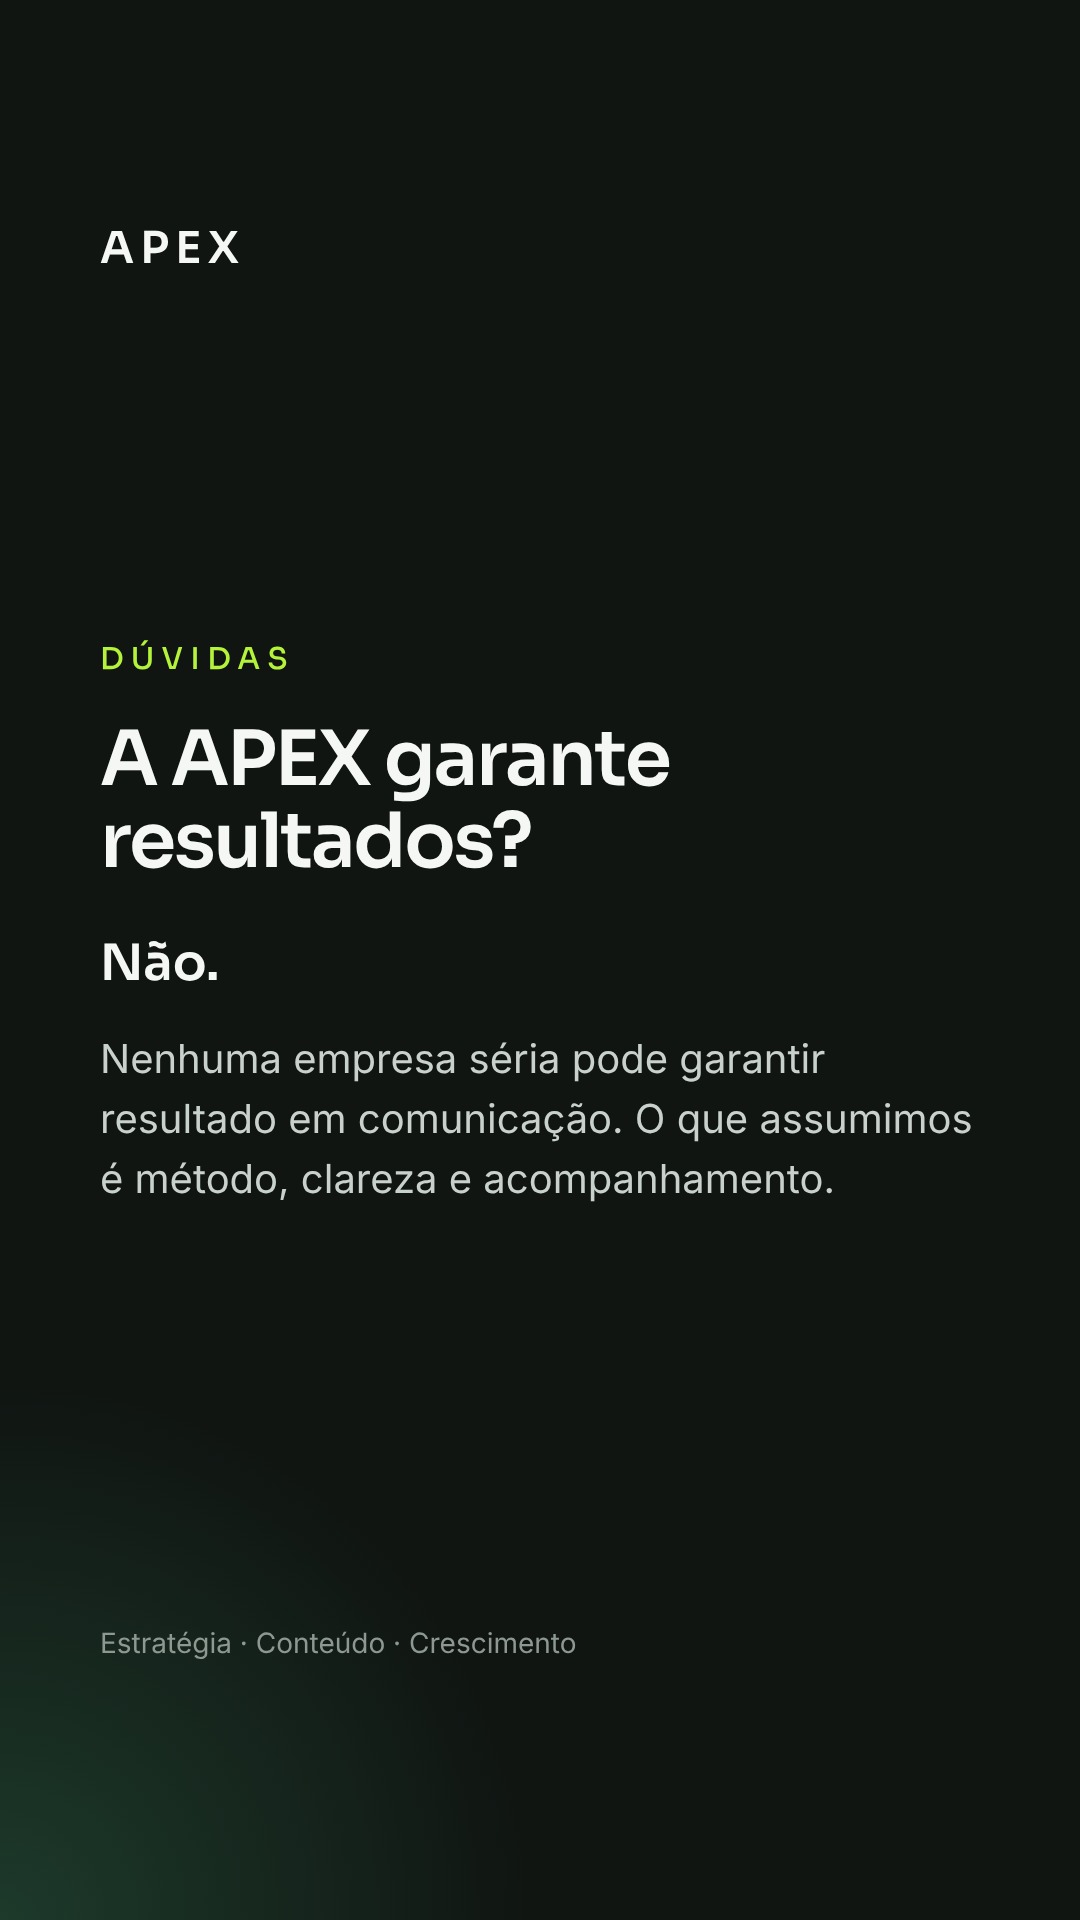 APEX
DÚVIDAS
A APEX garante
resultados?
Não.
Nenhuma empresa séria pode garantir
resultado em comunicação. O que assumimos
é método, clareza e acompanhamento.
Estratégia · Conteúdo · Crescimento